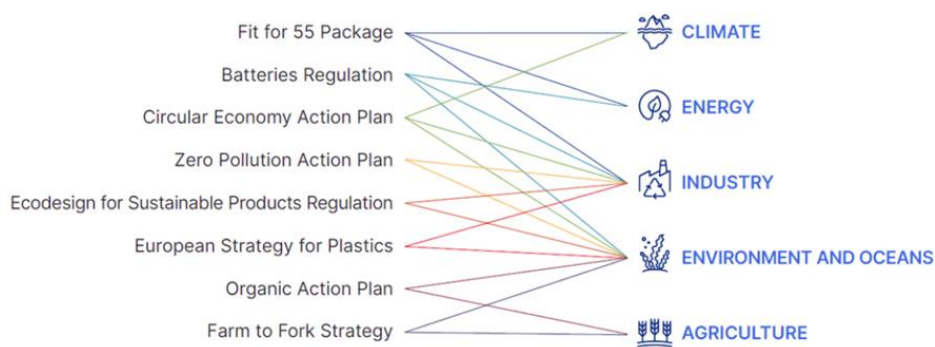 Fit for 55 Package
Batteries Regulation
Circular Economy Action Plan
Zero Pollution Action Plan
Ecodesign for Sustainable Products Regulation
European Strategy for Plastics
Organic Action Plan
Farm to Fork Strategy
CLIMATE
ENERGY
INDUSTRY
ENVIRONMENT AND OCEANS
AGRICULTURE